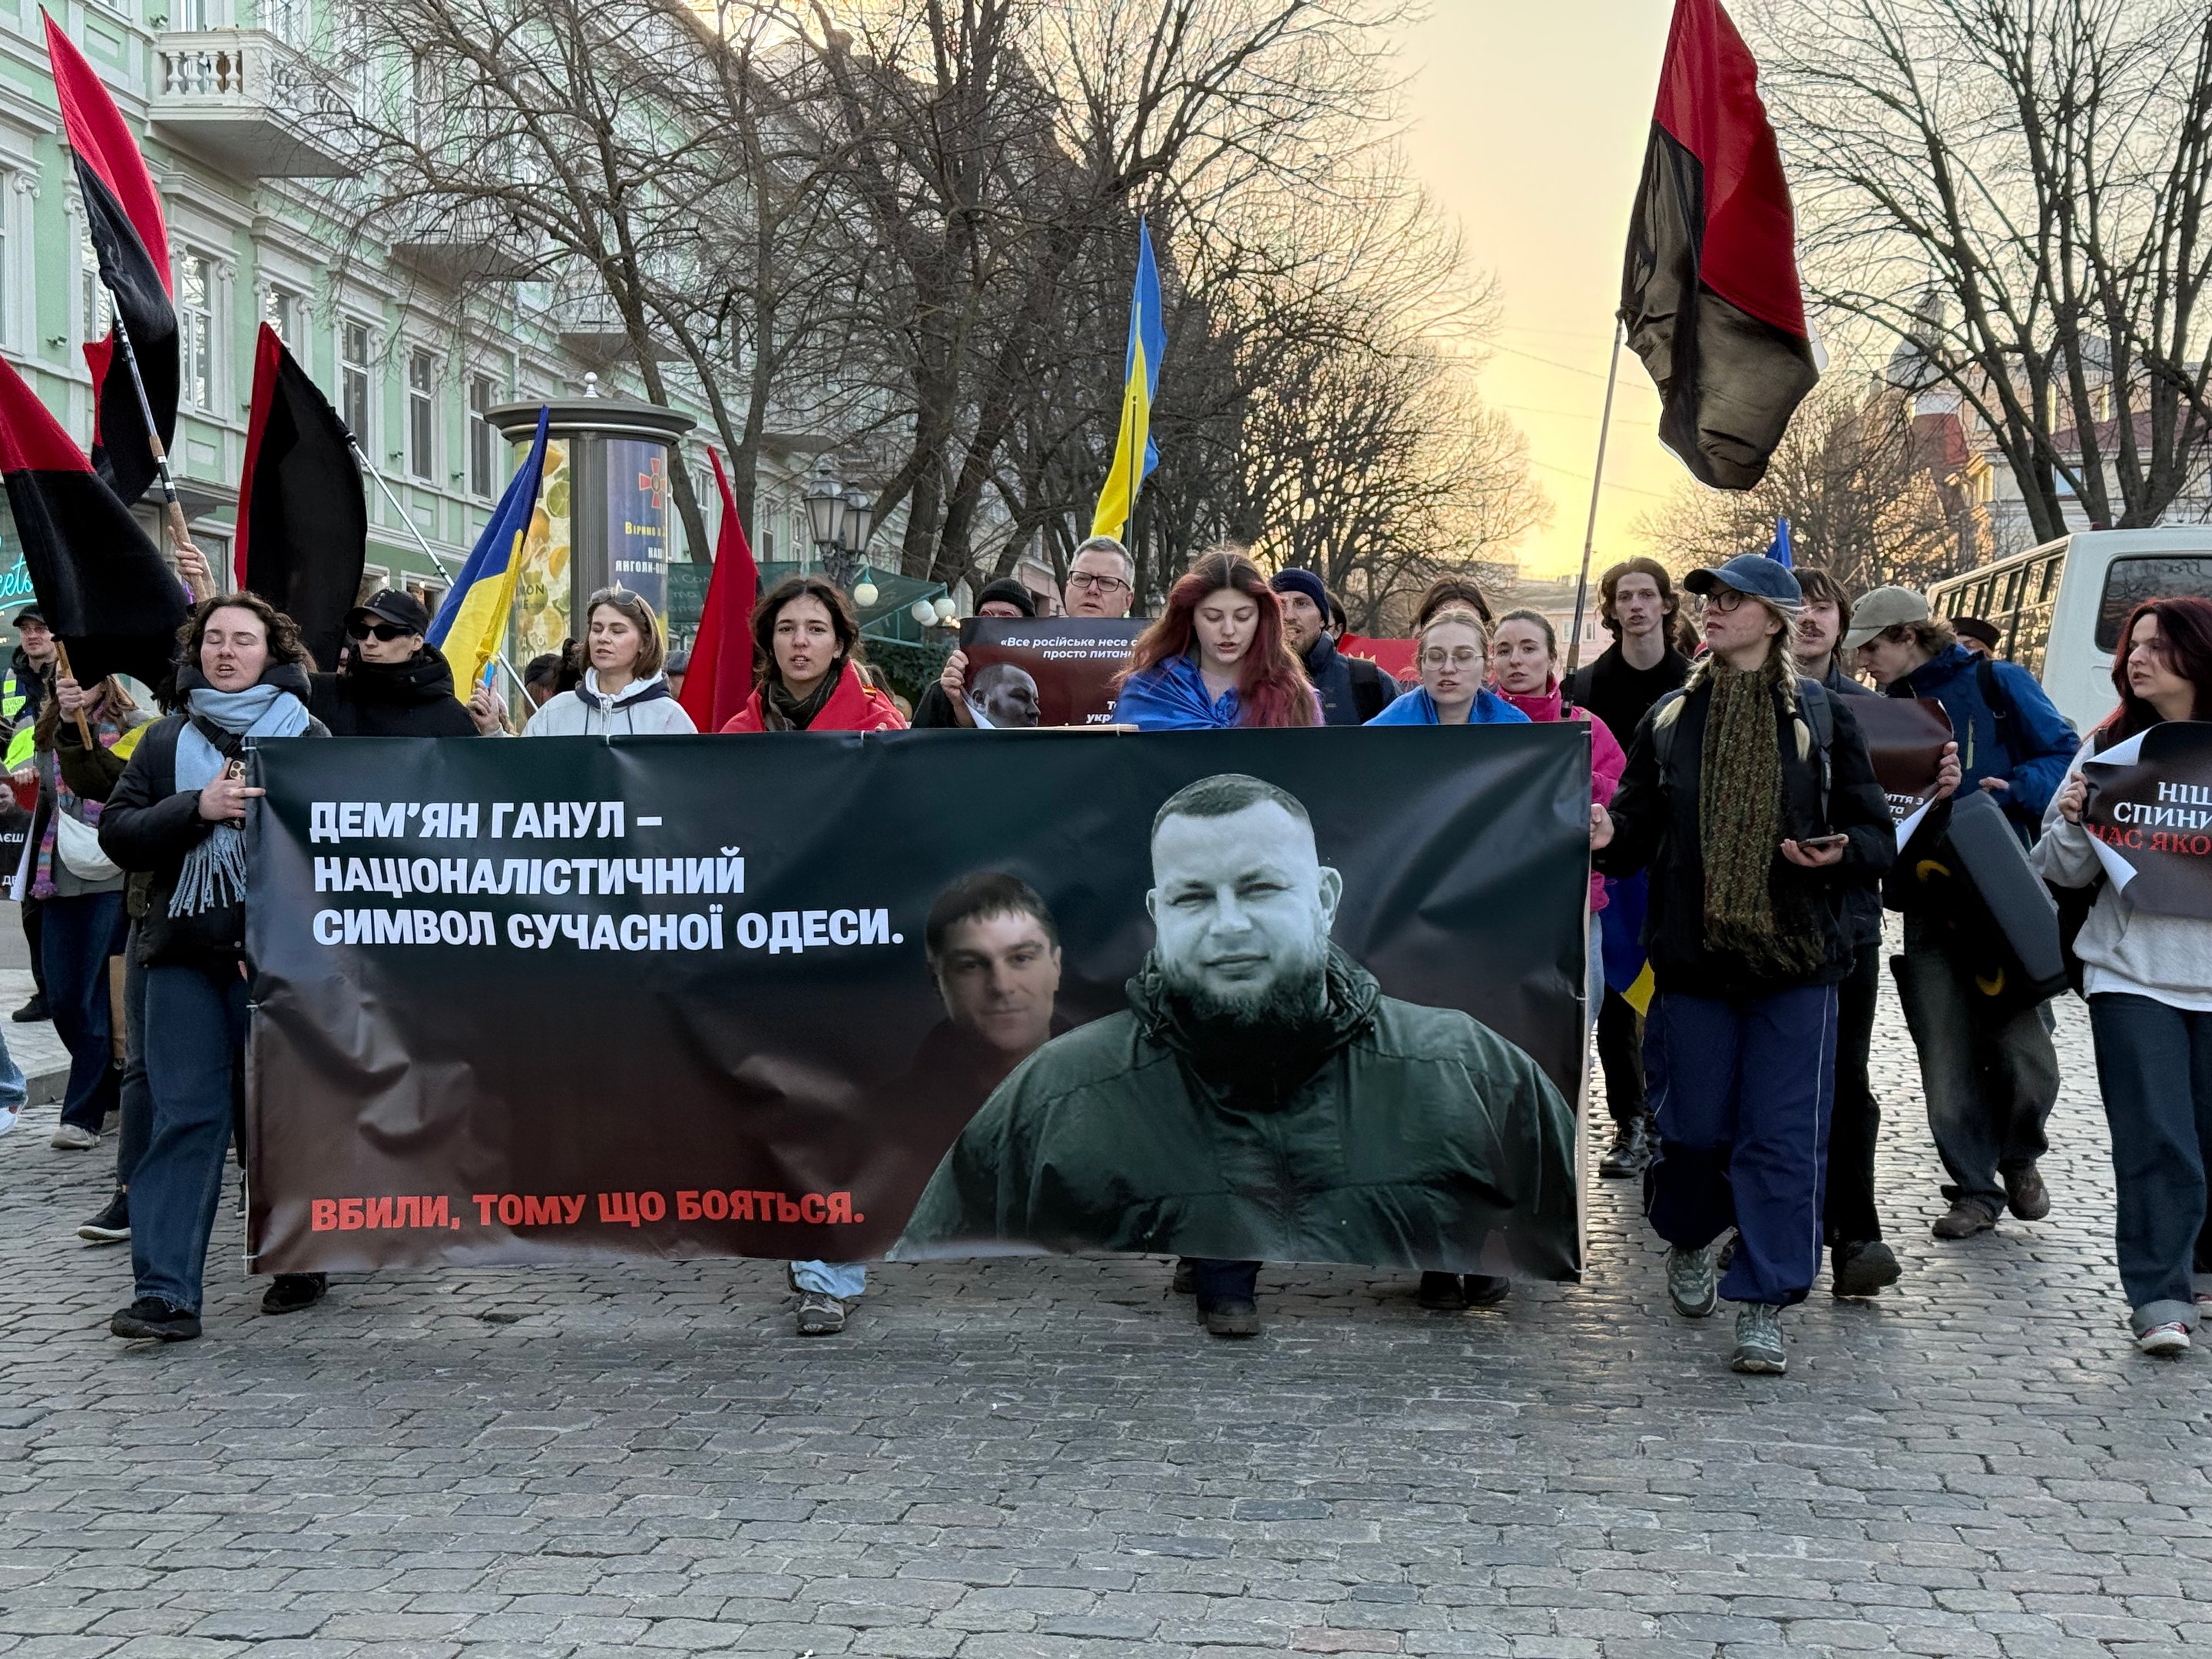 «Все російське несе с
просто питан
ДЕМ'ЯН ГАНУЛ –
НАЦІОНАЛІСТИЧНИЙ
СИМВОЛ СУЧАСНОЇ ОДЕСИ.
ВБИЛИ, ТОМУ ЩО БОЯТЬСЯ.
НІЩ
СПИНИ
НАС ЯКО